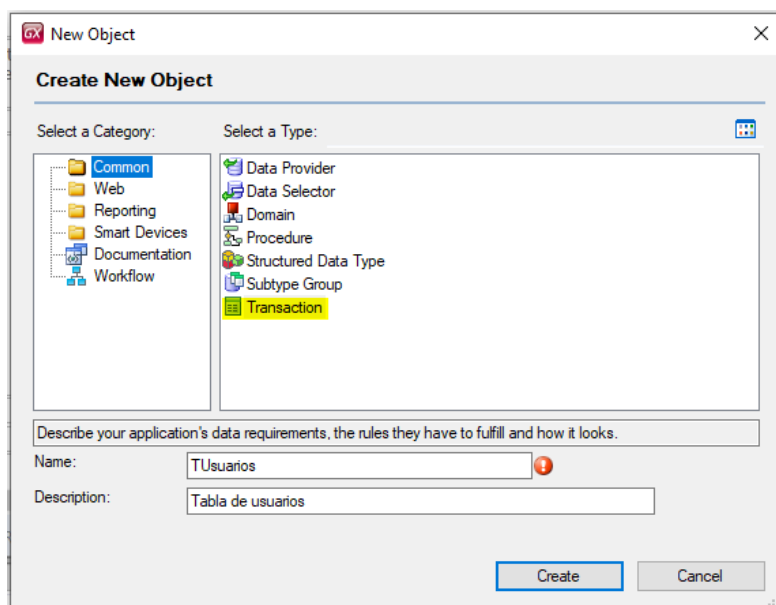 GX New Object
Create New Object
Select a Category:
Select a Type:
Common
Web
Reporting
Smart Devices
Documentation
Workflow
Data Provider
Data Selector
Domain
Procedure
Structured Data Type
Subtype Group
Transaction
Describe your application's data requirements, the rules they have to fulfill and how it looks.
Name:
TUsuarios
Description:
Tabla de usuarios
Create
Cancel